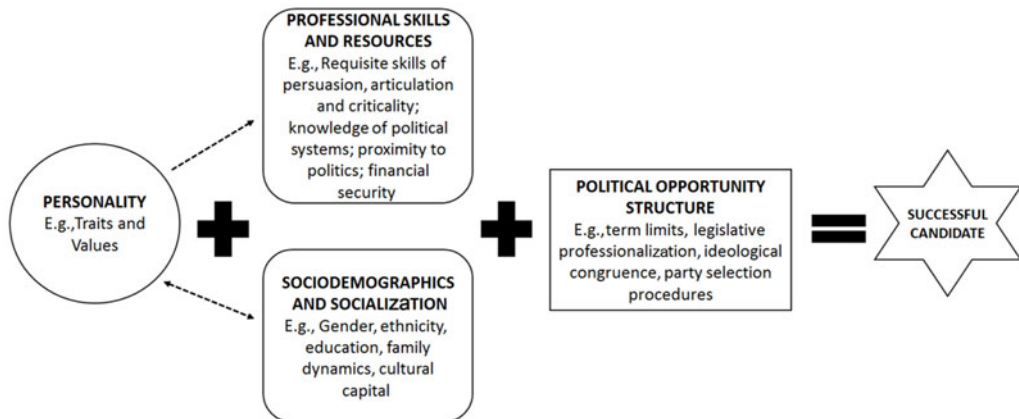 PERSONALITY
E.g.,Traits and
Values
PROFESSIONAL SKILLS
AND RESOURCES
E.g.,Requisite skills of
persuasion, articulation
and criticality;
knowledge of political
systems; proximity to
politics; financial
security
SOCIODEMOGRAPHICS
AND SOCIALIZaTION
E.g., Gender, ethnicity,
education, family
dynamics, cultural
capital
POLITICAL OPPORTUNITY
STRUCTURE
E.g.,term limits, legislative
professionalization, ideological
congruence, party selection
procedures
SUCCESSFUL
CANDIDATE